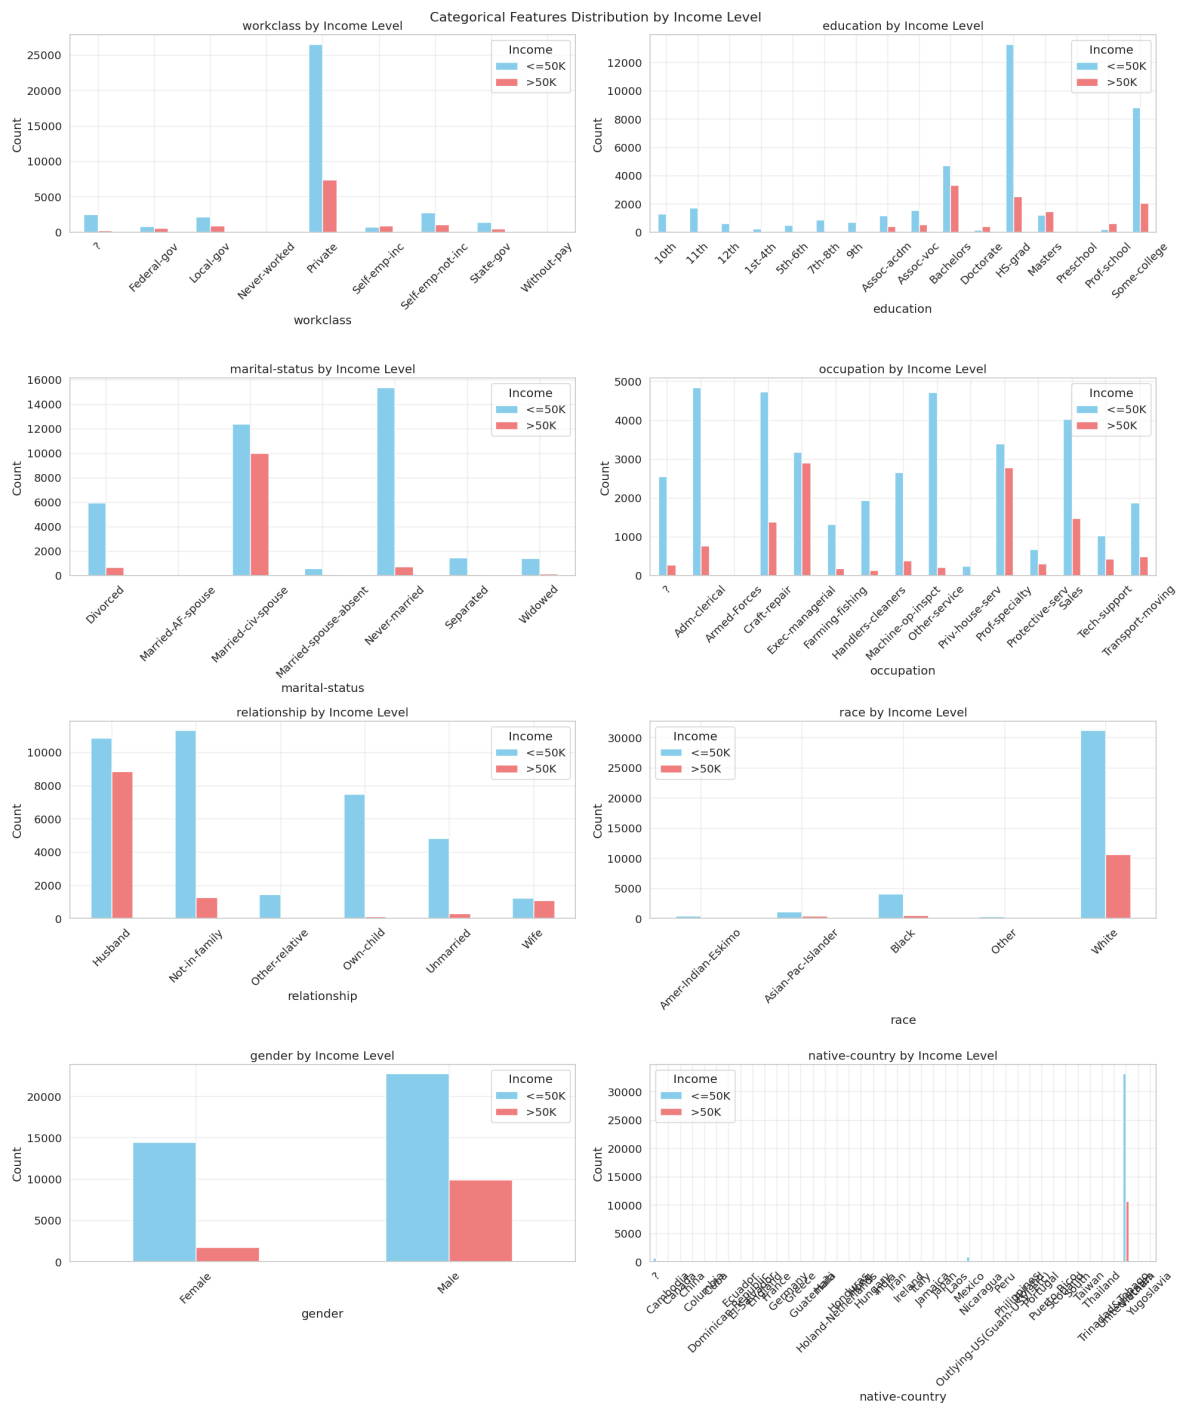 Categorical Features Distribution by Income Level
workclass by Income Level
Count
25000
20000
15000
10000
5000
0
Income
<=50K
>50K
?
Federal-gov
Local-gov
Never-worked
Private
Self-emp-inc
Self-emp-not-inc
State-gov
Without-pay
workclass
education by Income Level
Count
12000
10000
8000
6000
4000
2000
0
Income
<=50K
>50K
10th
11th
12th
1st-4th
5th-6th
7th-8th
9th
Assoc-acdm
Assoc-voc
Bachelors
Doctorate
HS-grad
Masters
Preschool
Prof-school
Some-college
education
marital-status by Income Level
Count
16000
14000
12000
10000
8000
6000
4000
2000
0
Income
<=50K
>50K
Divorced
Married-AF-spouse
Married-civ-spouse
Married-spouse-absent
Never-married
Separated
Widowed
marital-status
occupation by Income Level
Count
5000
4000
3000
2000
1000
0
Income
<=50K
>50K
?
Adm-clerical
Armed-Forces
Craft-repair
Exec-managerial
Farming-fishing
Handlers-cleaners
Machine-op-inspct
Other-service
Priv-house-serv
Prof-specialty
Protective-serv
Sales
Tech-support
Transport-moving
occupation
relationship by Income Level
Count
10000
8000
6000
4000
2000
0
Income
<=50K
>50K
Husband
Not-in-family
Other-relative
Own-child
Unmarried
Wife
relationship
race by Income Level
Count
30000
25000
20000
15000
10000
5000
0
Income
<=50K
>50K
Amer-Indian-Eskimo
Asian-Pac-Islander
Black
Other
White
race
gender by Income Level
Count
20000
15000
10000
5000
0
Income
<=50K
>50K
Female
Male
gender
native-country by Income Level
Count
35000
30000
25000
20000
15000
10000
5000
0
Income
<=50K
>50K
?
Cambodia
China
Columbia
Cuba
Ecuador
France
Germany
Greece
Guatemala
Haiti
Holand-Netherlands
Hungary
Iran
Ireland
Italy
Jamaica
Japan
Laos
Mexico
Nicaragua
Peru
Portugal
Taiwan
Thailand
Yugoslavia
native-country